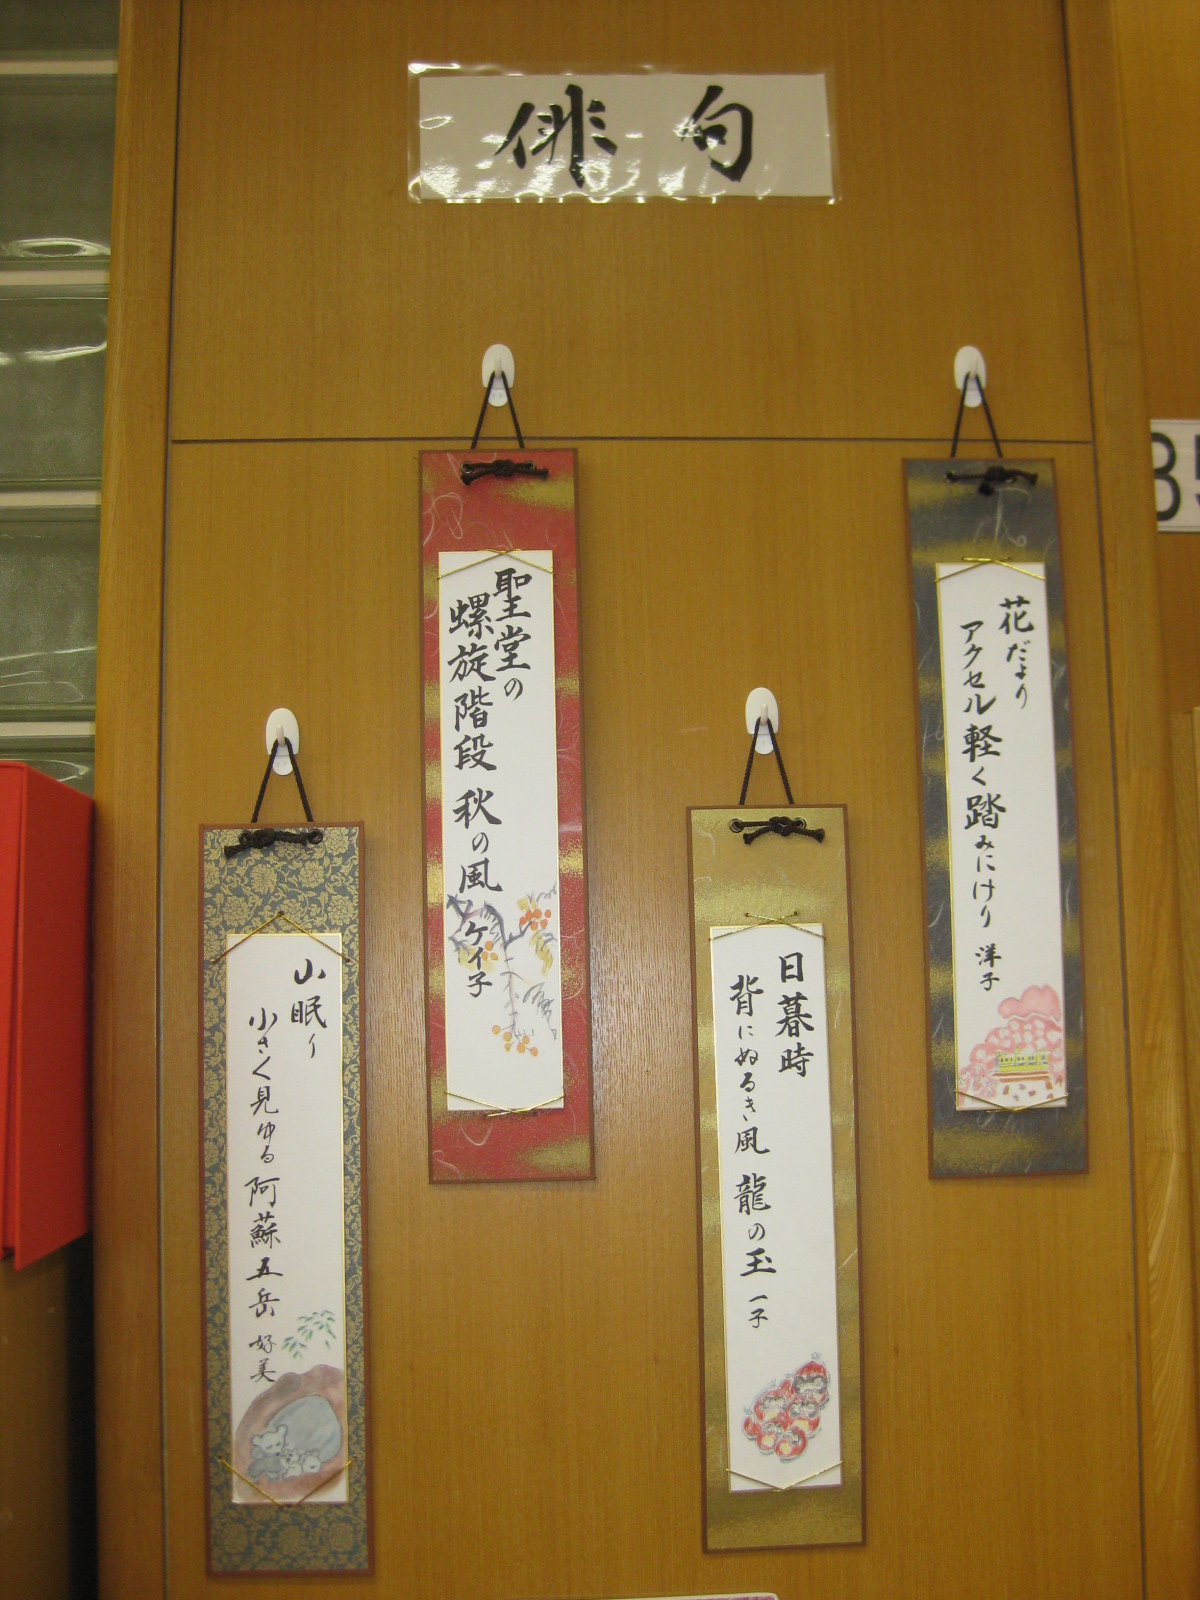 俳句
花だより
アクセル軽く踏みにけり 洋子
日暮時
背にぬるき風 龍の玉 一子
聖堂の
螺旋階段 秋の風 ケイ子
山眠り
小さく見ゆる 阿蘇五岳 好美